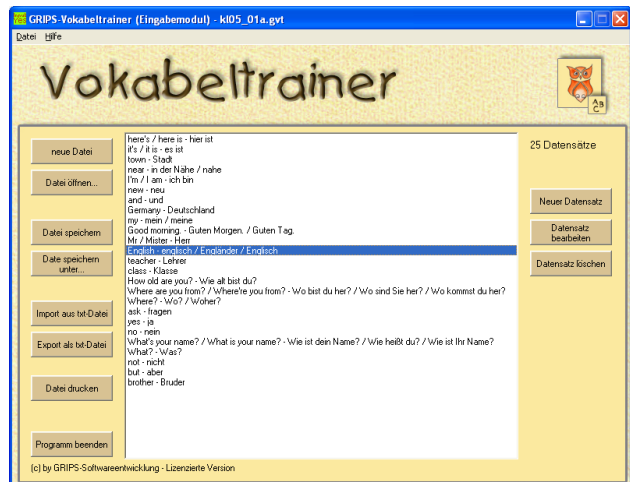 GRIPS-Vokabeltrainer (Eingabemodul) - kl05_01a.gvt
Datei Hilfe
Vokabeltrainer
AB
C
neue Datei
Datei öffnen...
Datei speichern
Date speichern
unter...
Import aus txt-Datei
Export als txt-Datei
Datei drucken
Programm beenden
here's / here is - hier ist
it's / it is - es ist
town - Stadt
near - in der Nähe / nahe
I'm / I am - ich bin
new - neu
and - und
Germany - Deutschland
my - mein / meine
Good morning. - Guten Morgen. / Guten Tag.
Mr / Mister - Herr
English - englisch / Engländer / Englisch
teacher - Lehrer
class - Klasse
How old are you? - Wie alt bist du?
Where are you from? / Where're you from? - Wo bist du her? / Wo sind Sie her? / Wo kommst du her?
Where? - Wo? / Woher?
ask - fragen
yes - ja
no - nein
What's your name? / What is your name? - Wie ist dein Name? / Wie heißt du? / Wie ist Ihr Name?
What? - Was?
not - nicht
but - aber
brother - Bruder
25 Datensätze
Neuer Datensatz
Datensatz
bearbeiten
Datensatz löschen
(c) by GRIPS-Softwareentwicklung - Lizenzierte Version